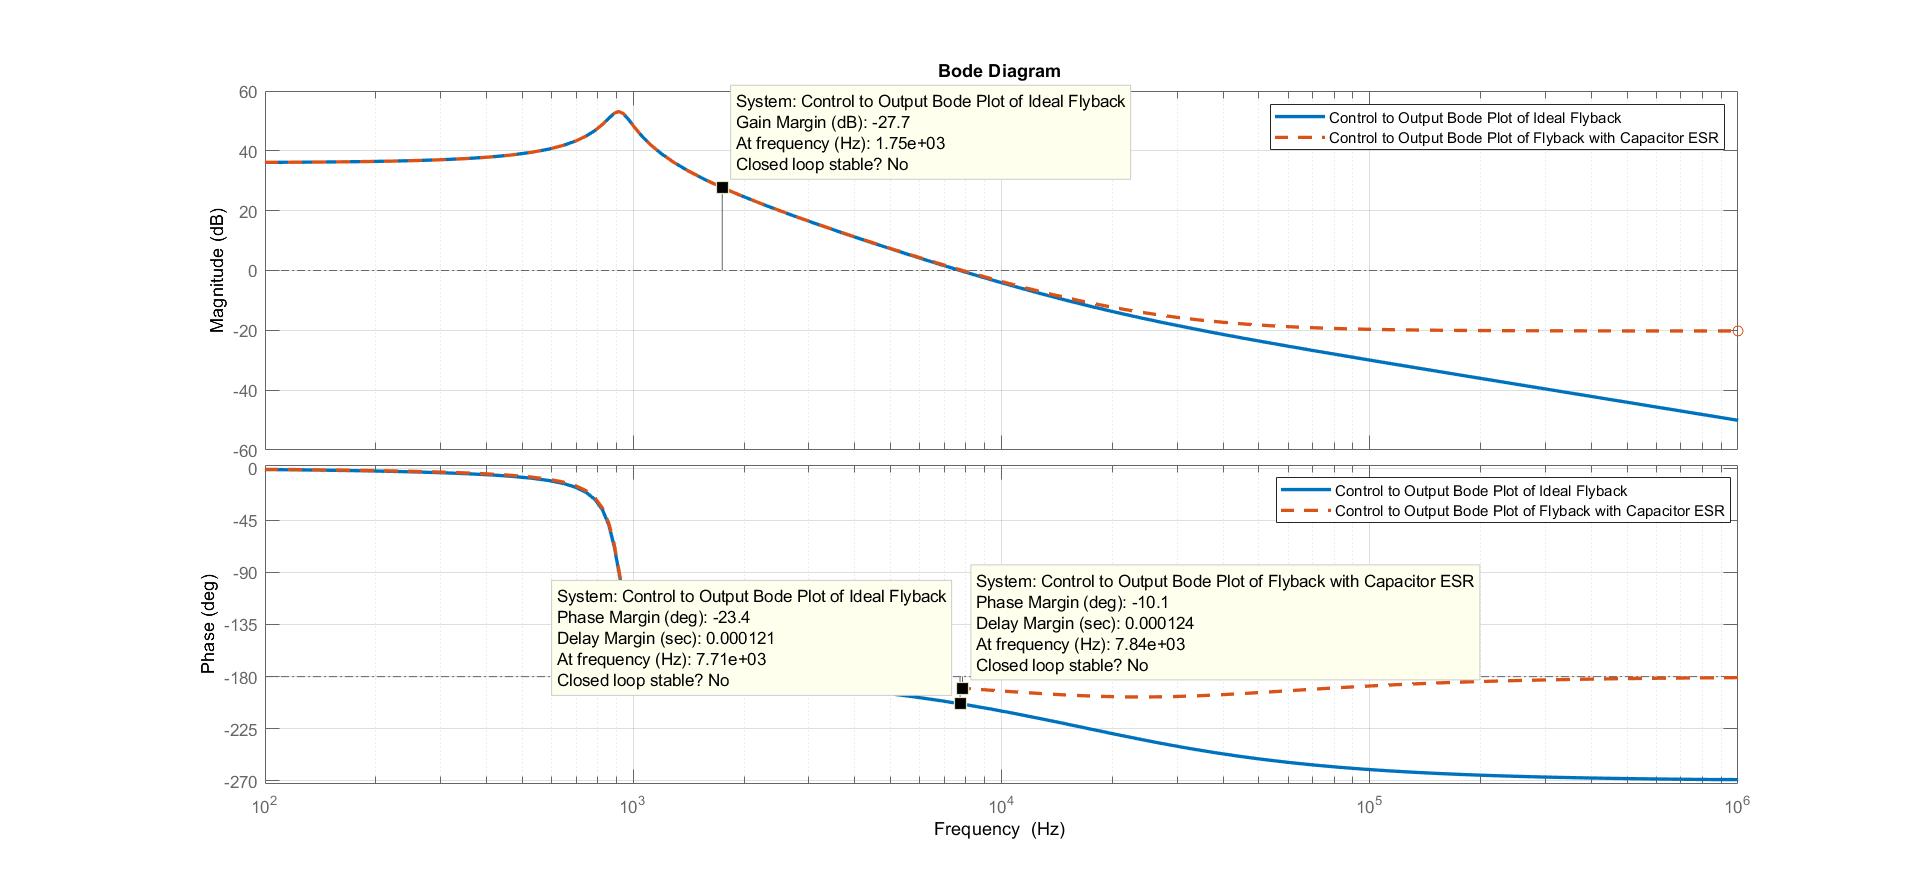 Bode Diagram
System: Control to Output Bode Plot of Ideal Flyback
Gain Margin (dB): -27.7
At frequency (Hz): 1.75e+03
Closed loop stable? No
Control to Output Bode Plot of Ideal Flyback
Control to Output Bode Plot of Flyback with Capacitor ESR
60
40
20
0
-20
-40
-60
Magnitude (dB)
Control to Output Bode Plot of Ideal Flyback
Control to Output Bode Plot of Flyback with Capacitor ESR
System: Control to Output Bode Plot of Ideal Flyback
Phase Margin (deg): -23.4
Delay Margin (sec): 0.000121
At frequency (Hz): 7.71e+03
Closed loop stable? No
System: Control to Output Bode Plot of Flyback with Capacitor ESR
Phase Margin (deg): -10.1
Delay Margin (sec): 0.000124
At frequency (Hz): 7.84e+03
Closed loop stable? No
0
-45
-90
-135
-180
-225
-270
Phase (deg)
10^2 10^3 10^4 10^5 10^6
Frequency (Hz)